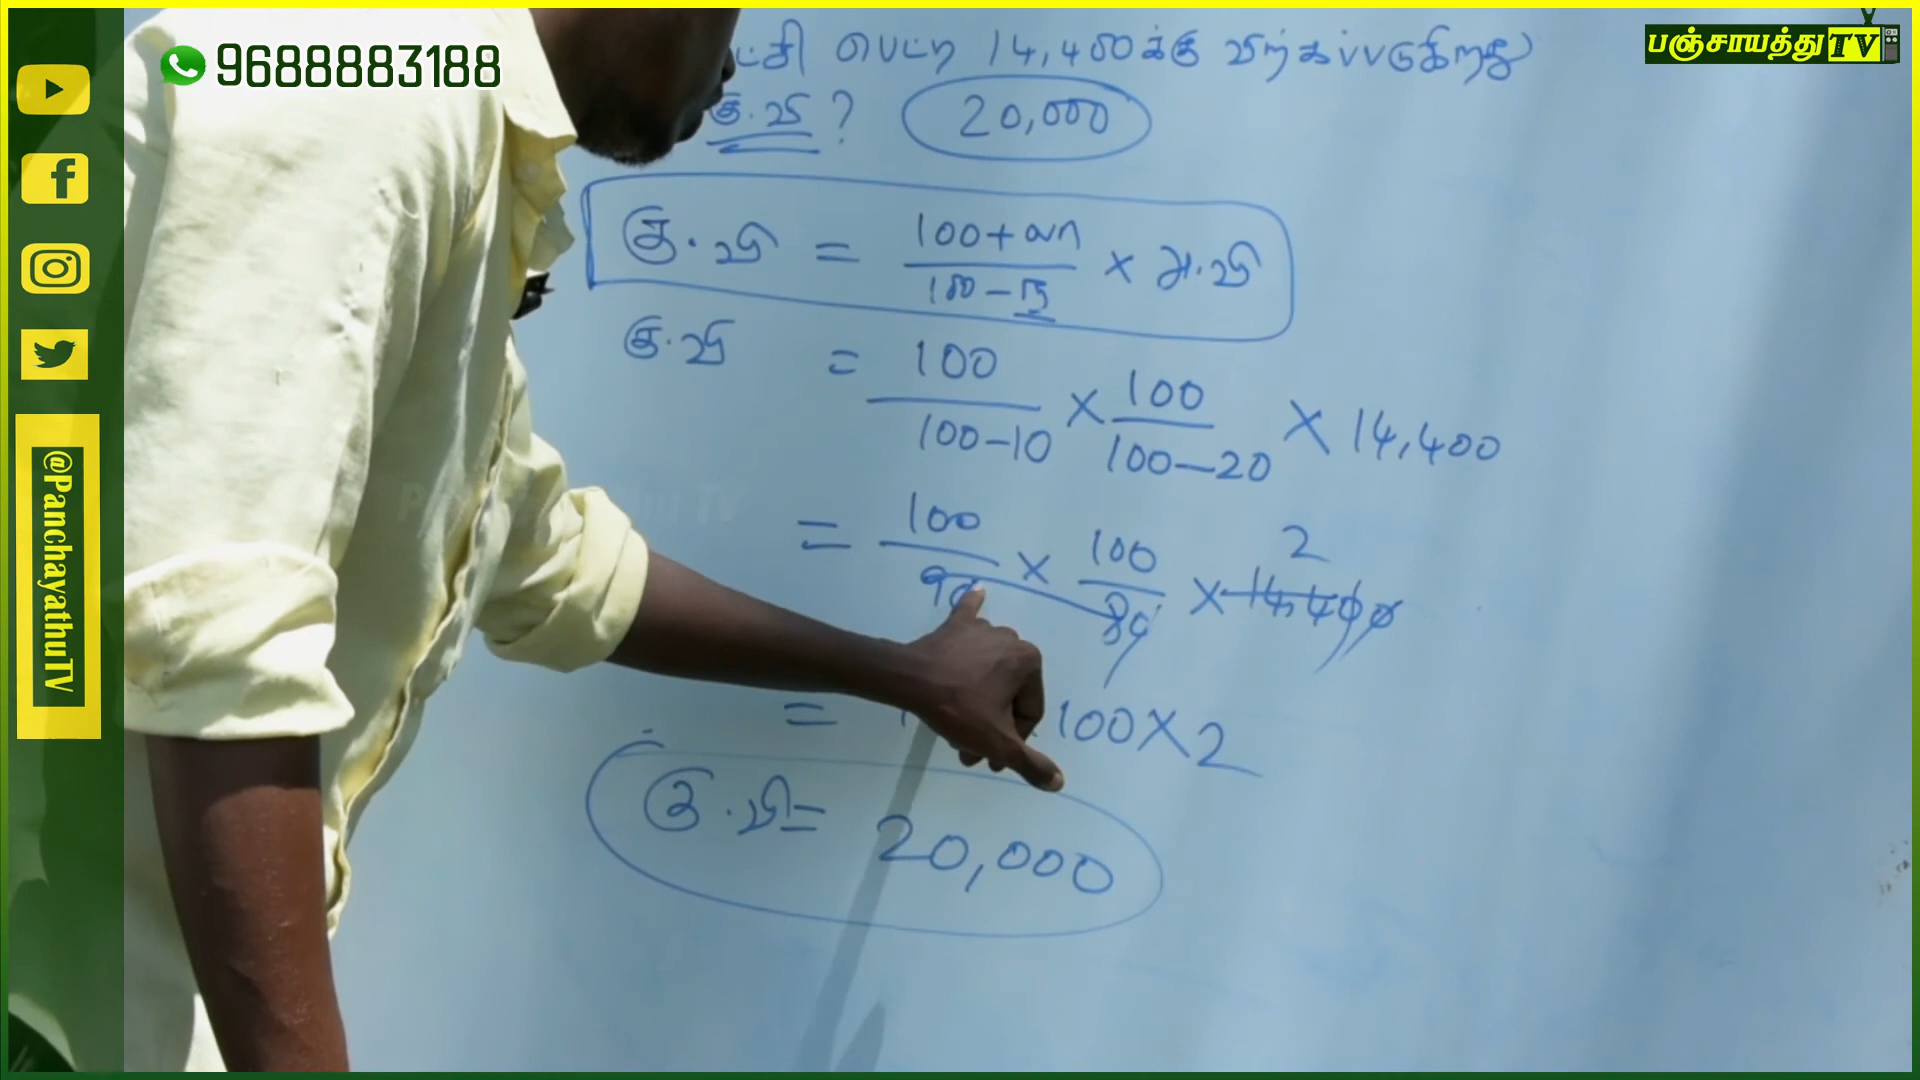 9688883188
பஞ்சாயத்து TV
பெட்ற 14,400க்கு விற்கப்படுகிறது
கு.வி ? 20,000
கு.வி = 100+லா / 100-ந × அ.வி
கு.வி = 100 / 100-10 × 100 / 100-20 × 14,400
2
= 100 / 90 × 100 / 80 × 14,400
= 100×2
கு.வி= 20,000
@PanchayathuTV